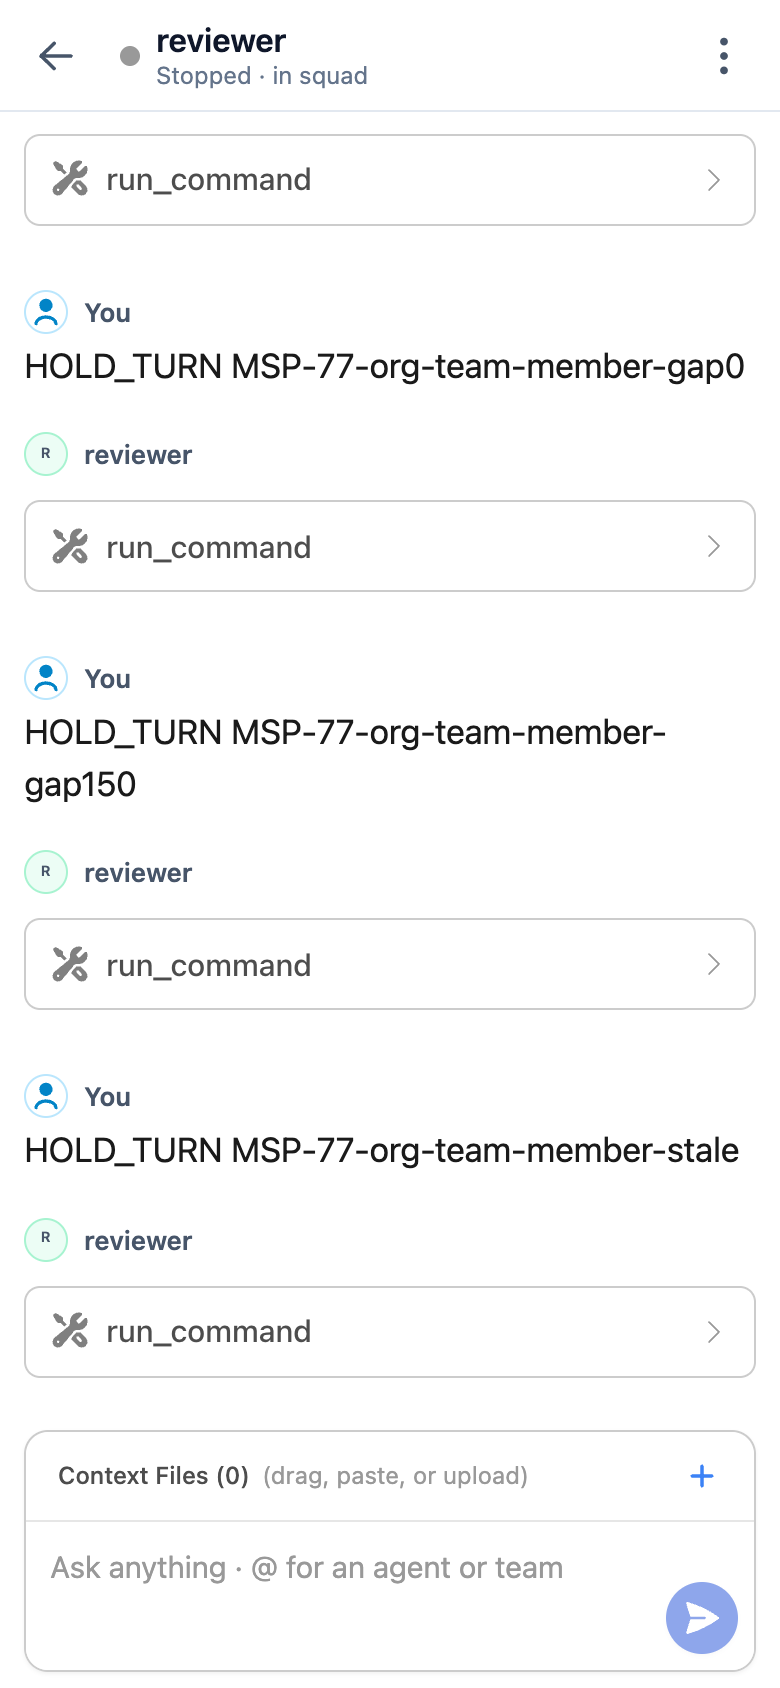 reviewer
Stopped · in squad
run_command
You
HOLD_TURN MSP-77-org-team-member-gap0
R
reviewer
run_command
You
HOLD_TURN MSP-77-org-team-member-
gap150
R
reviewer
run_command
You
HOLD_TURN MSP-77-org-team-member-stale
R
reviewer
run_command
Context Files (0) (drag, paste, or upload)
Ask anything · @ for an agent or team